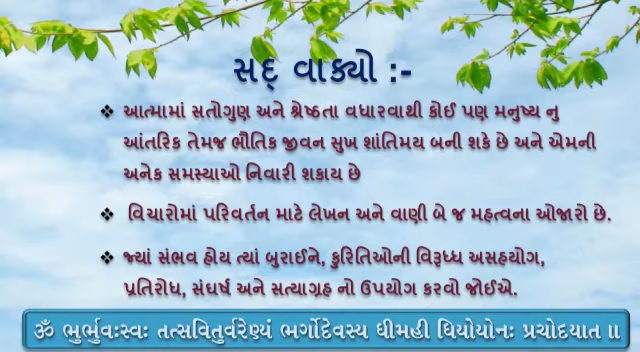 સદ્ વાક્યો :-
❖ આત્મામાં સતોગુણ અને શ્રેષ્ઠતા વધારવાથી કોઈ પણ મનુષ્ય નુ
આંતરિક તેમજ ભૌતિક જીવન સુખ શાંતિમય બની શકે છે અને એમની
અનેક સમસ્યાઓ નિવારી શકાય છે
❖ વિચારોમાં પરિવર્તન માટે લેખન અને વાણી બે જ મહત્વના ઓજારો છે.
❖ જ્યાં સંભવ હોય ત્યાં બુરાઈને, કુરિતિઓની વિરૂધ્ધ અસહયોગ,
પ્રતિરોધ, સંઘર્ષ અને સત્યાગ્રહ નો ઉપયોગ કરવો જોઈએ.
ૐ ભુર્ભુવઃસ્વઃ તત્સવિતુર્વરેણ્યં ભર્ગોદેવસ્ય ધીમહી ધિયોયોનઃ પ્રચોદયાત ॥